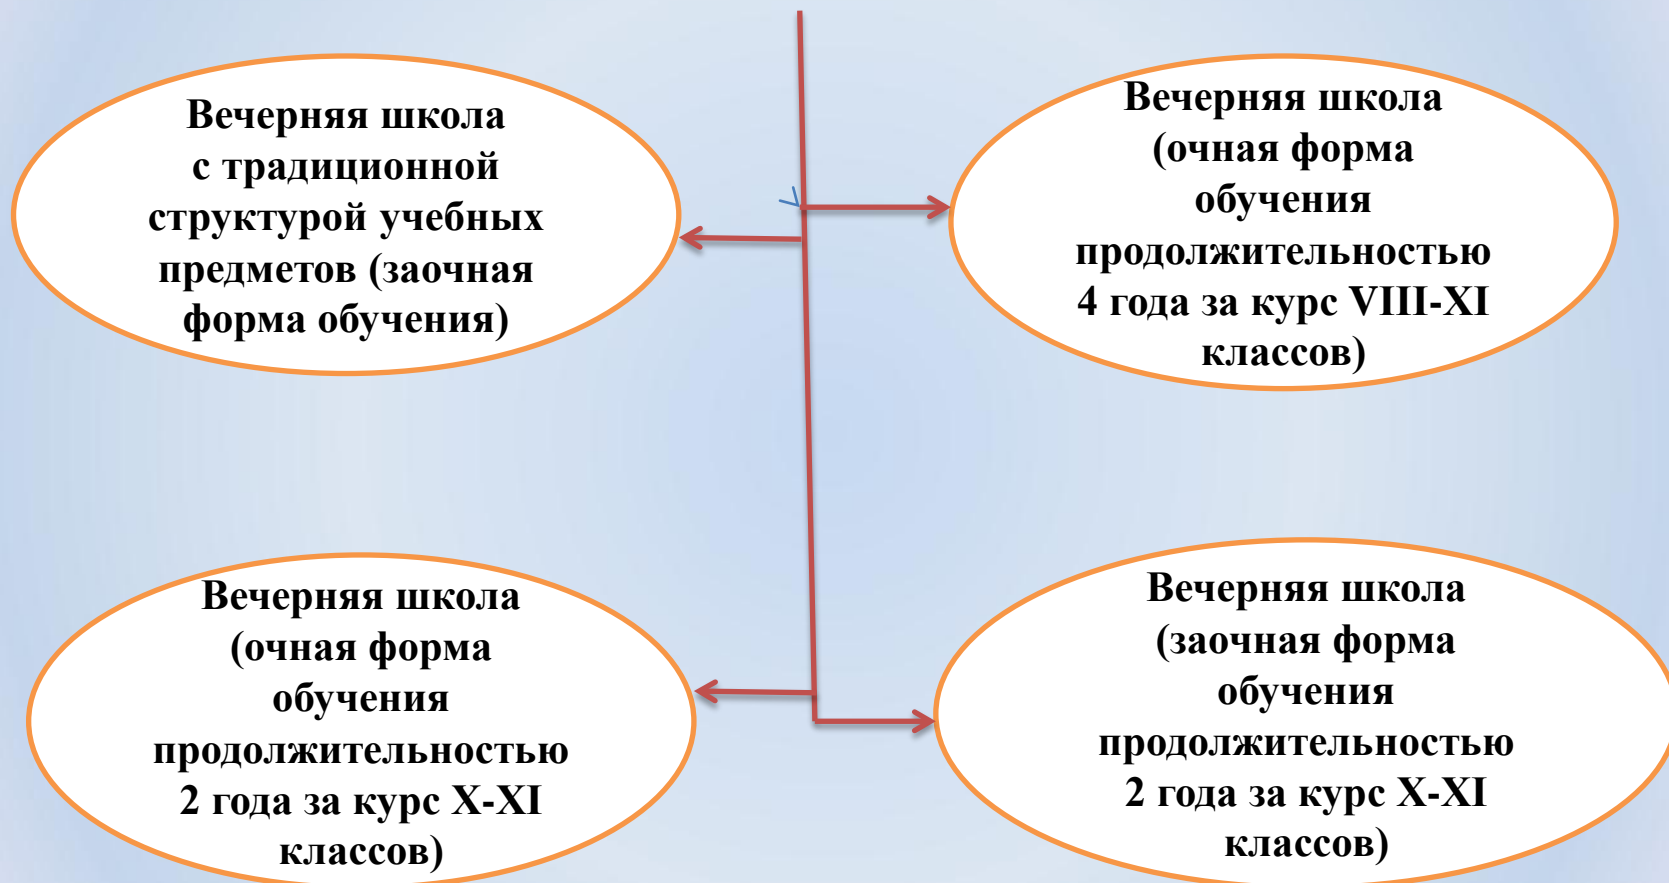 Вечерняя школа
с традиционной
структурой учебных
предметов (заочная
форма обучения)
Вечерняя школа
(очная форма
обучения
продолжительностью
4 года за курс VIII-XI
классов)
Вечерняя школа
(очная форма
обучения
продолжительностью
2 года за курс X-XI
классов)
Вечерняя школа
(заочная форма
обучения
продолжительностью
2 года за курс X-XI
классов)